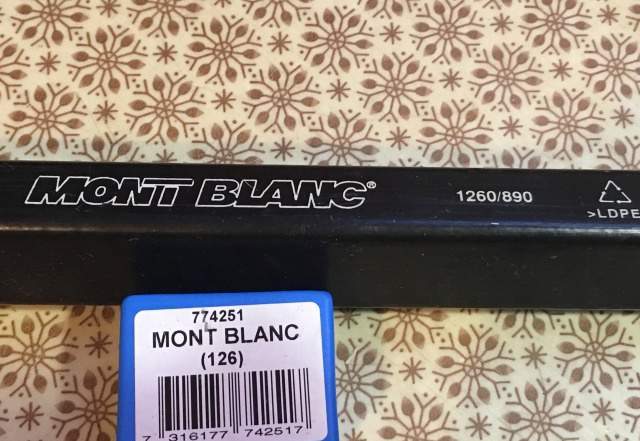 MONT BLANC® 1260/890
>LDPE
774251
MONT BLANC
(126)
7 316177 742517